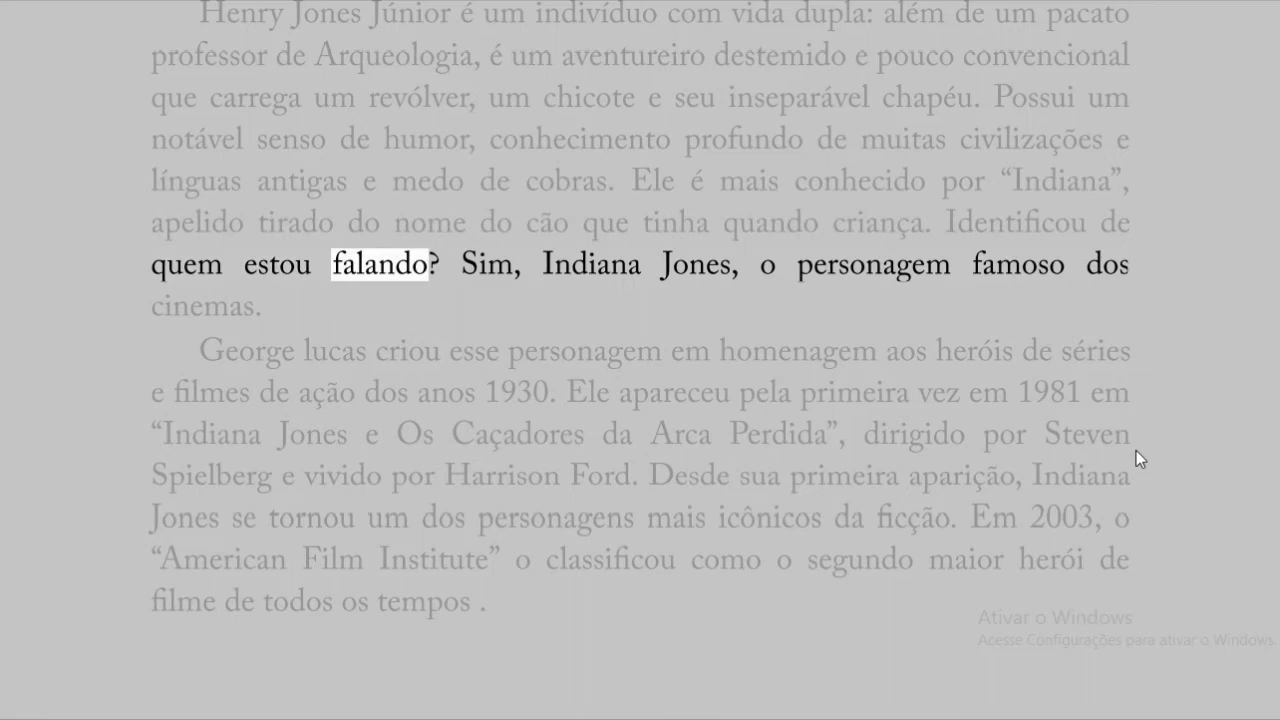 Henry Jones Júnior é um indivíduo com vida dupla: além de um pacato
professor de Arqueologia, é um aventureiro destemido e pouco convencional
que carrega um revólver, um chicote e seu inseparável chapéu. Possui um
notável senso de humor, conhecimento profundo de muitas civilizações e
línguas antigas e medo de cobras. Ele é mais conhecido por “Indiana”,
apelido tirado do nome do cão que tinha quando criança. Identificou de
quem estou falando? Sim, Indiana Jones, o personagem famoso dos
cinemas.
George lucas criou esse personagem em homenagem aos heróis de séries
e filmes de ação dos anos 1930. Ele apareceu pela primeira vez em 1981 em
“Indiana Jones e Os Caçadores da Arca Perdida”, dirigido por Steven
Spielberg e vivido por Harrison Ford. Desde sua primeira aparição, Indiana
Jones se tornou um dos personagens mais icônicos da ficção. Em 2003, o
“American Film Institute” o classificou como o segundo maior herói de
filme de todos os tempos .
Ativar o Windows
Acesse Configurações para ativar o Windows.